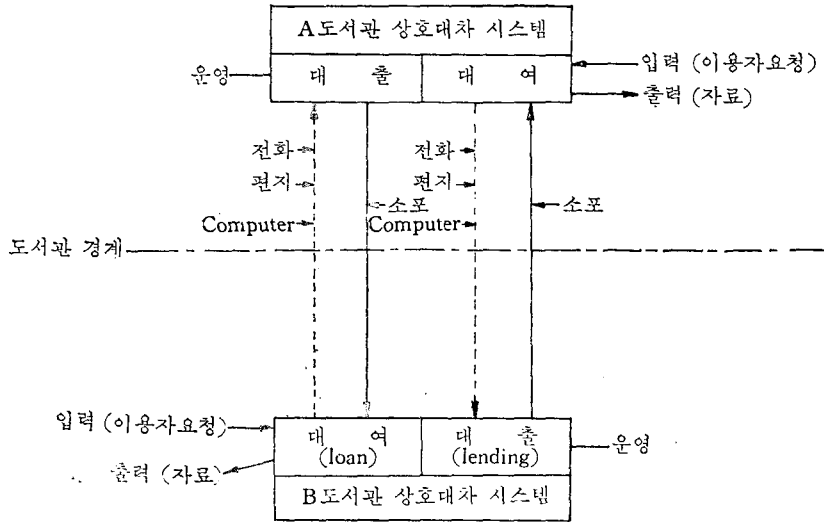 A도서관 상호대차 시스템
운영
대 출
대 여
입력 (이용자요청)
출력 (자료)
전화
전화
편지
편지
소포
소포
Computer
Computer
도서관 경계
입력 (이용자요청)
출력 (자료)
대 여
(loan)
대 출
(lending)
운영
B도서관 상호대차 시스템